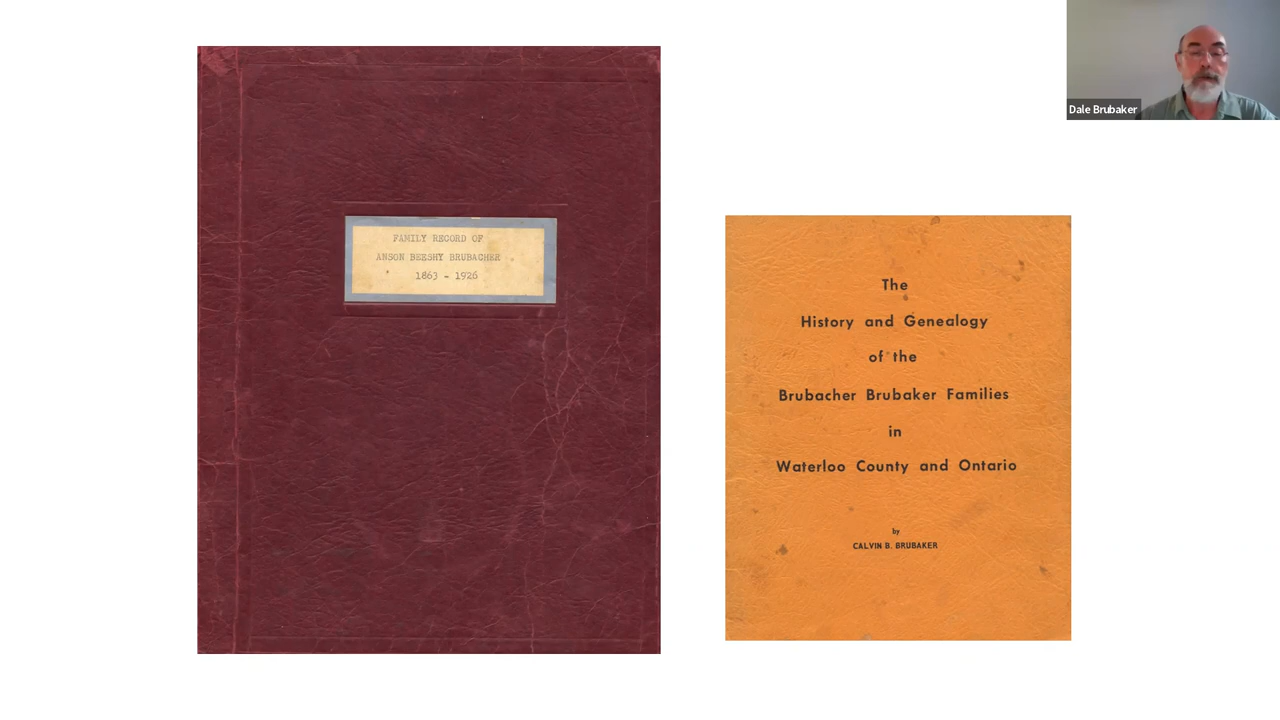 FAMILY RECORD OF
ANSON BEESHY BRUBACHER
1863 - 1926
The
History and Genealogy
of the
Brubacher Brubaker Families
in
Waterloo County and Ontario
by
CALVIN B. BRUBAKER
Dale Brubaker